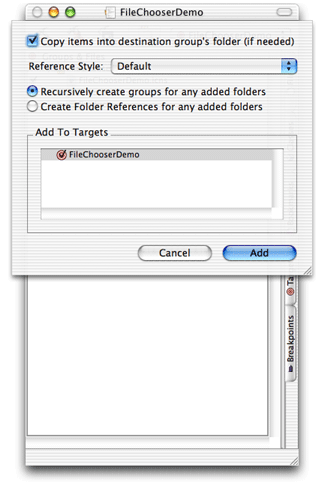 FileChooserDemo
Copy items into destination group's folder (if needed)
Reference Style: Default
Recursively create groups for any added folders
Create Folder References for any added folders
Add To Targets
FileChooserDemo
Cancel Add
Breakpoints